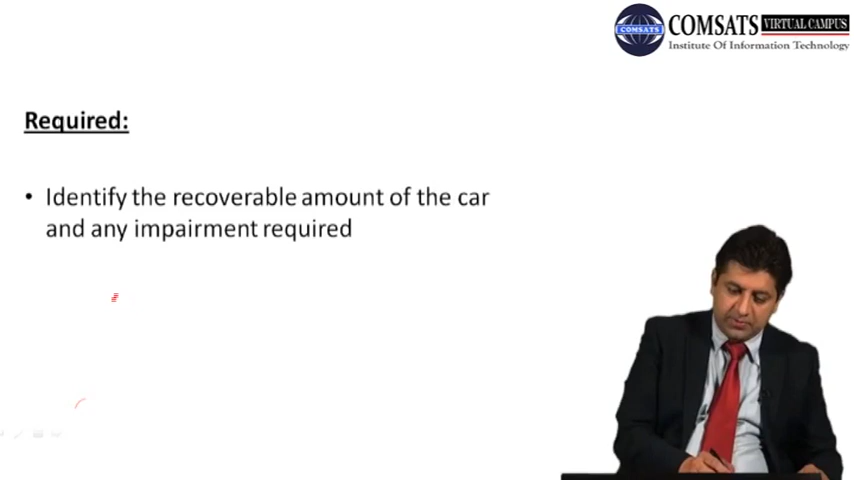 COMSATS VIRTUAL CAMPUS
COMSATS
Institute Of Information Technology
Required:
• Identify the recoverable amount of the car
and any impairment required